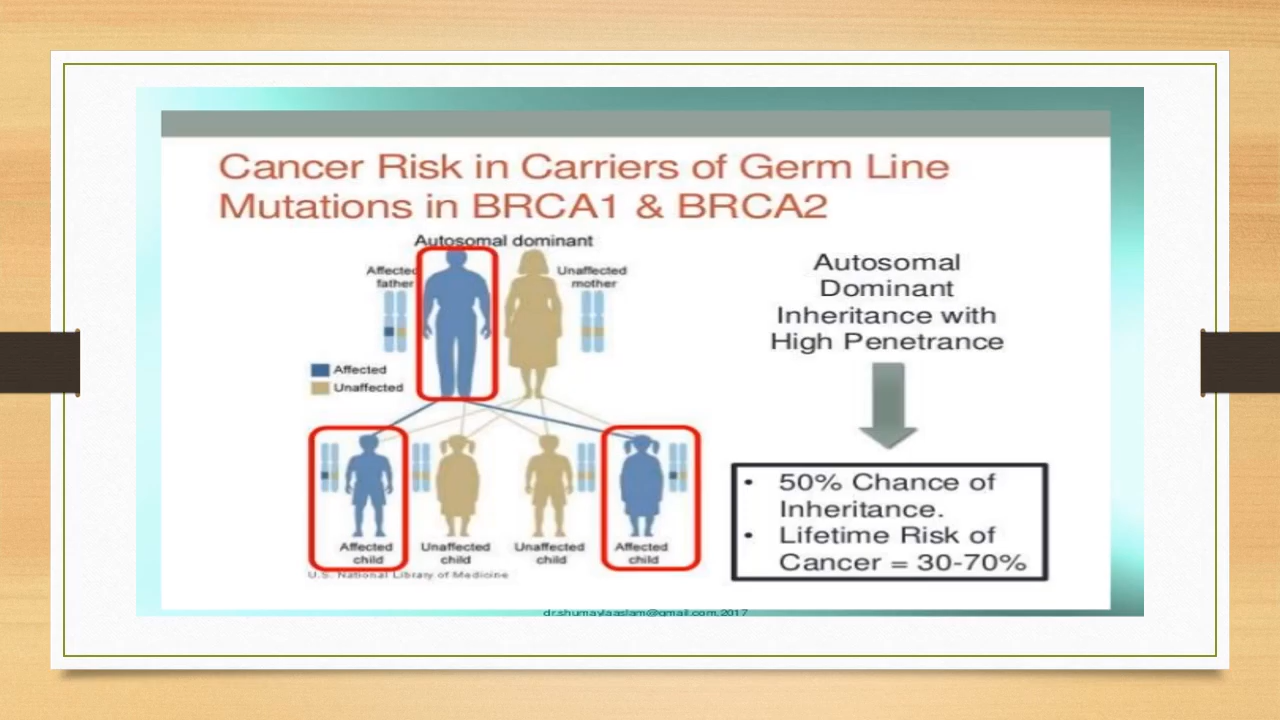 Cancer Risk in Carriers of Germ Line
Mutations in BRCA1 & BRCA2
Autosomal dominant
Affected
father
Unaffected
mother
Affected
Unaffected
Affected
child
Unaffected
child
Unaffected
child
Affected
child
U.S. National Library of Medicine
Autosomal
Dominant
Inheritance with
High Penetrance
• 50% Chance of
Inheritance.
• Lifetime Risk of
Cancer = 30-70%
dr.shumaylaaslam@gmail.com,2017